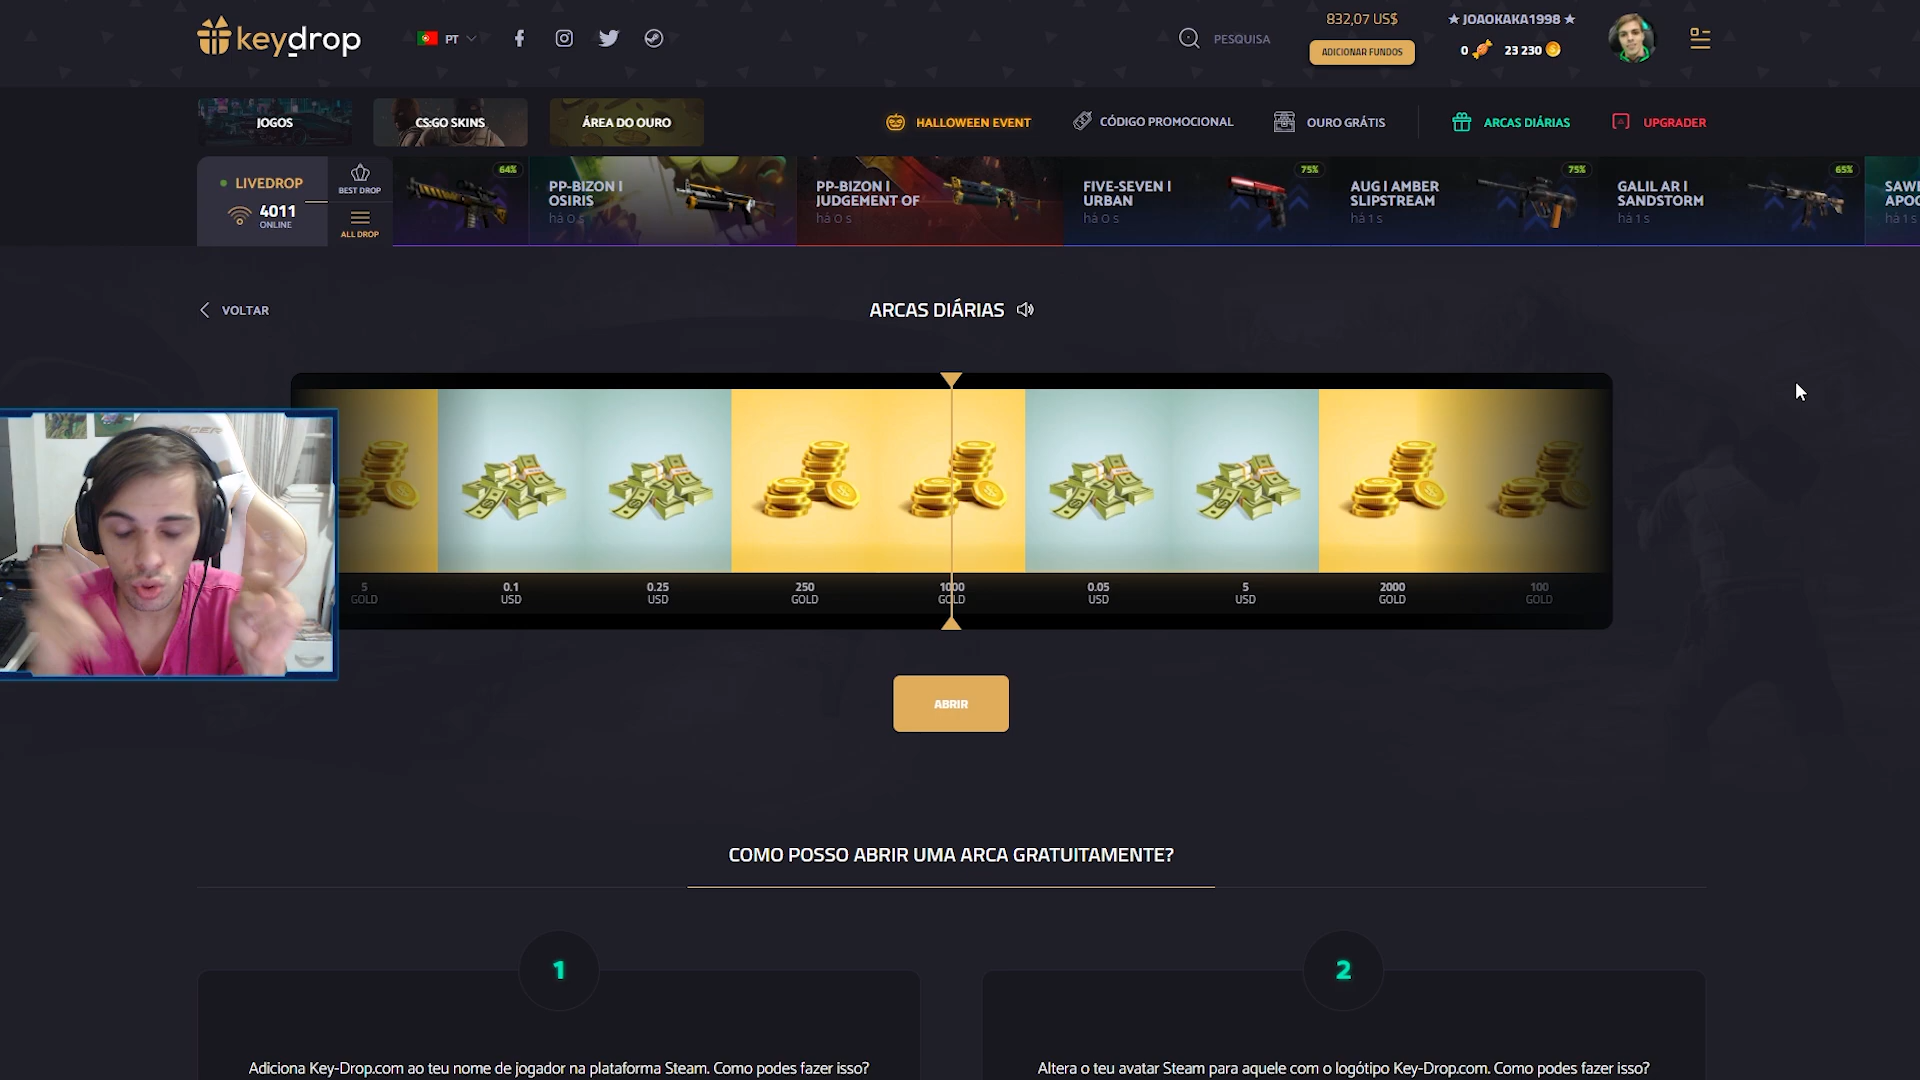 keydrop
PT
PESQUISA
832,07 US$
ADICIONAR FUNDOS
★ JOAOKAKA1998 ★
0
23 230
JOGOS
CS:GO SKINS
ÁREA DO OURO
HALLOWEEN EVENT
CÓDIGO PROMOCIONAL
OURO GRÁTIS
ARCAS DIÁRIAS
UPGRADER
LIVEDROP
4011
ONLINE
BEST DROP
ALL DROP
64%
PP-BIZON |
OSIRIS
há 0 s
PP-BIZON |
JUDGEMENT OF
há 0 s
FIVE-SEVEN |
URBAN
há 0 s
75%
AUG | AMBER
SLIPSTREAM
há 1 s
75%
GALIL AR |
SANDSTORM
há 1 s
65%
SAWE
APOC
há 1 s
VOLTAR
ARCAS DIÁRIAS
5
GOLD
0.1
USD
0.25
USD
250
GOLD
1000
GOLD
0.05
USD
5
USD
2000
GOLD
100
GOLD
ABRIR
COMO POSSO ABRIR UMA ARCA GRATUITAMENTE?
1
2
Adiciona Key-Drop.com ao teu nome de jogador na plataforma Steam. Como podes fazer isso?
Altera o teu avatar Steam para aquele com o logótipo Key-Drop.com. Como podes fazer isso?